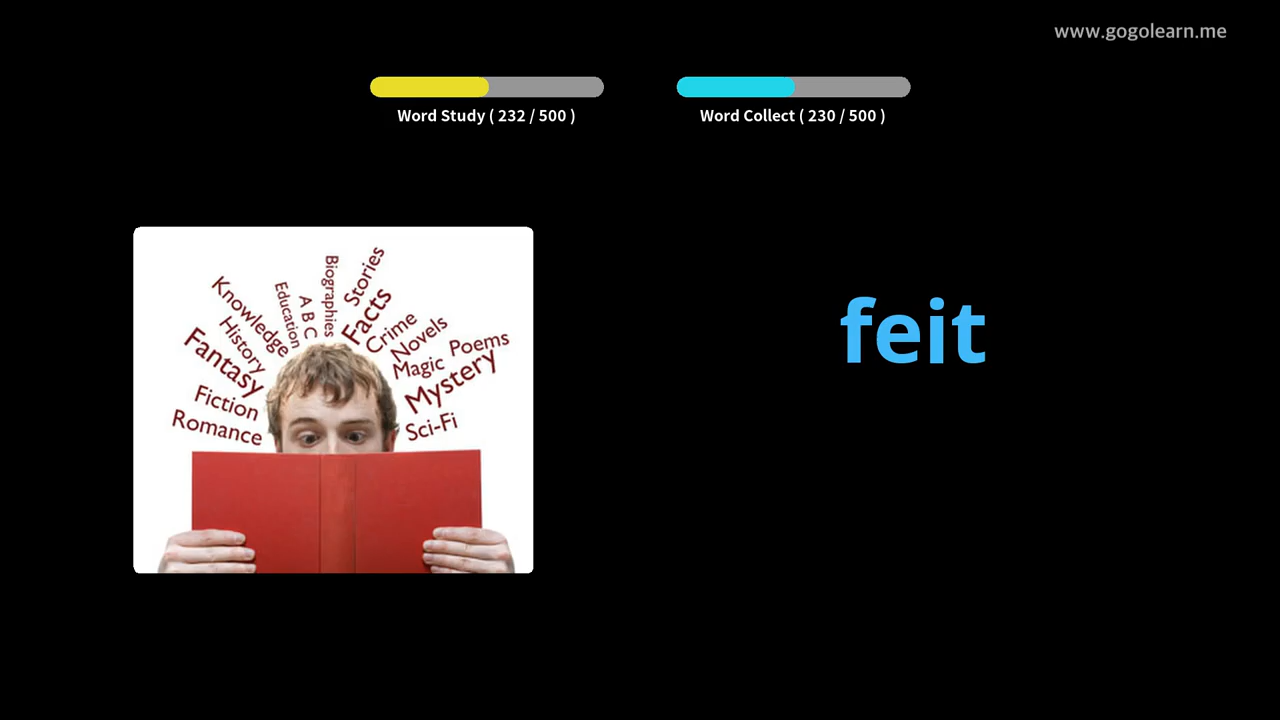 www.gogolearn.me
Word Study ( 232 / 500 )
Word Collect ( 230 / 500 )
feit
Romance
Fiction
Fantasy
History
Knowledge
Education
A B C
Biographies
Stories
Facts
Crime
Novels
Poems
Magic
Mystery
Sci-Fi